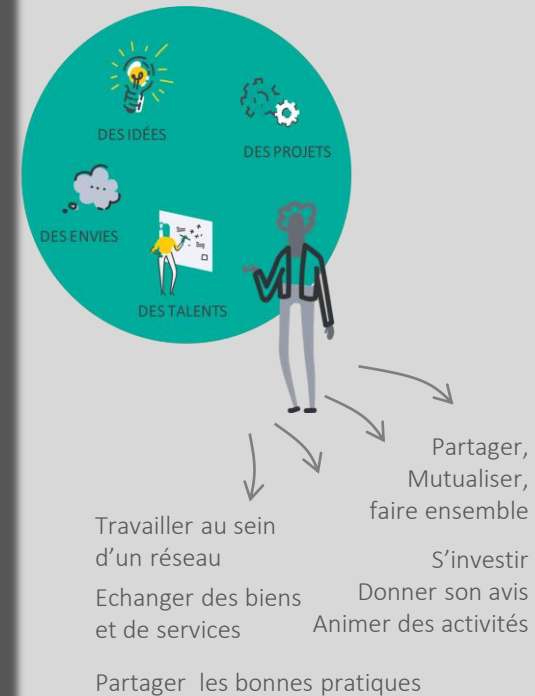 DES IDÉES
DES PROJETS
DES ENVIES
DES TALENTS
Partager,
Mutualiser,
faire ensemble
Travailler au sein
d’un réseau
S’investir
Donner son avis
Animer des activités
Echanger des biens
et de services
Partager les bonnes pratiques